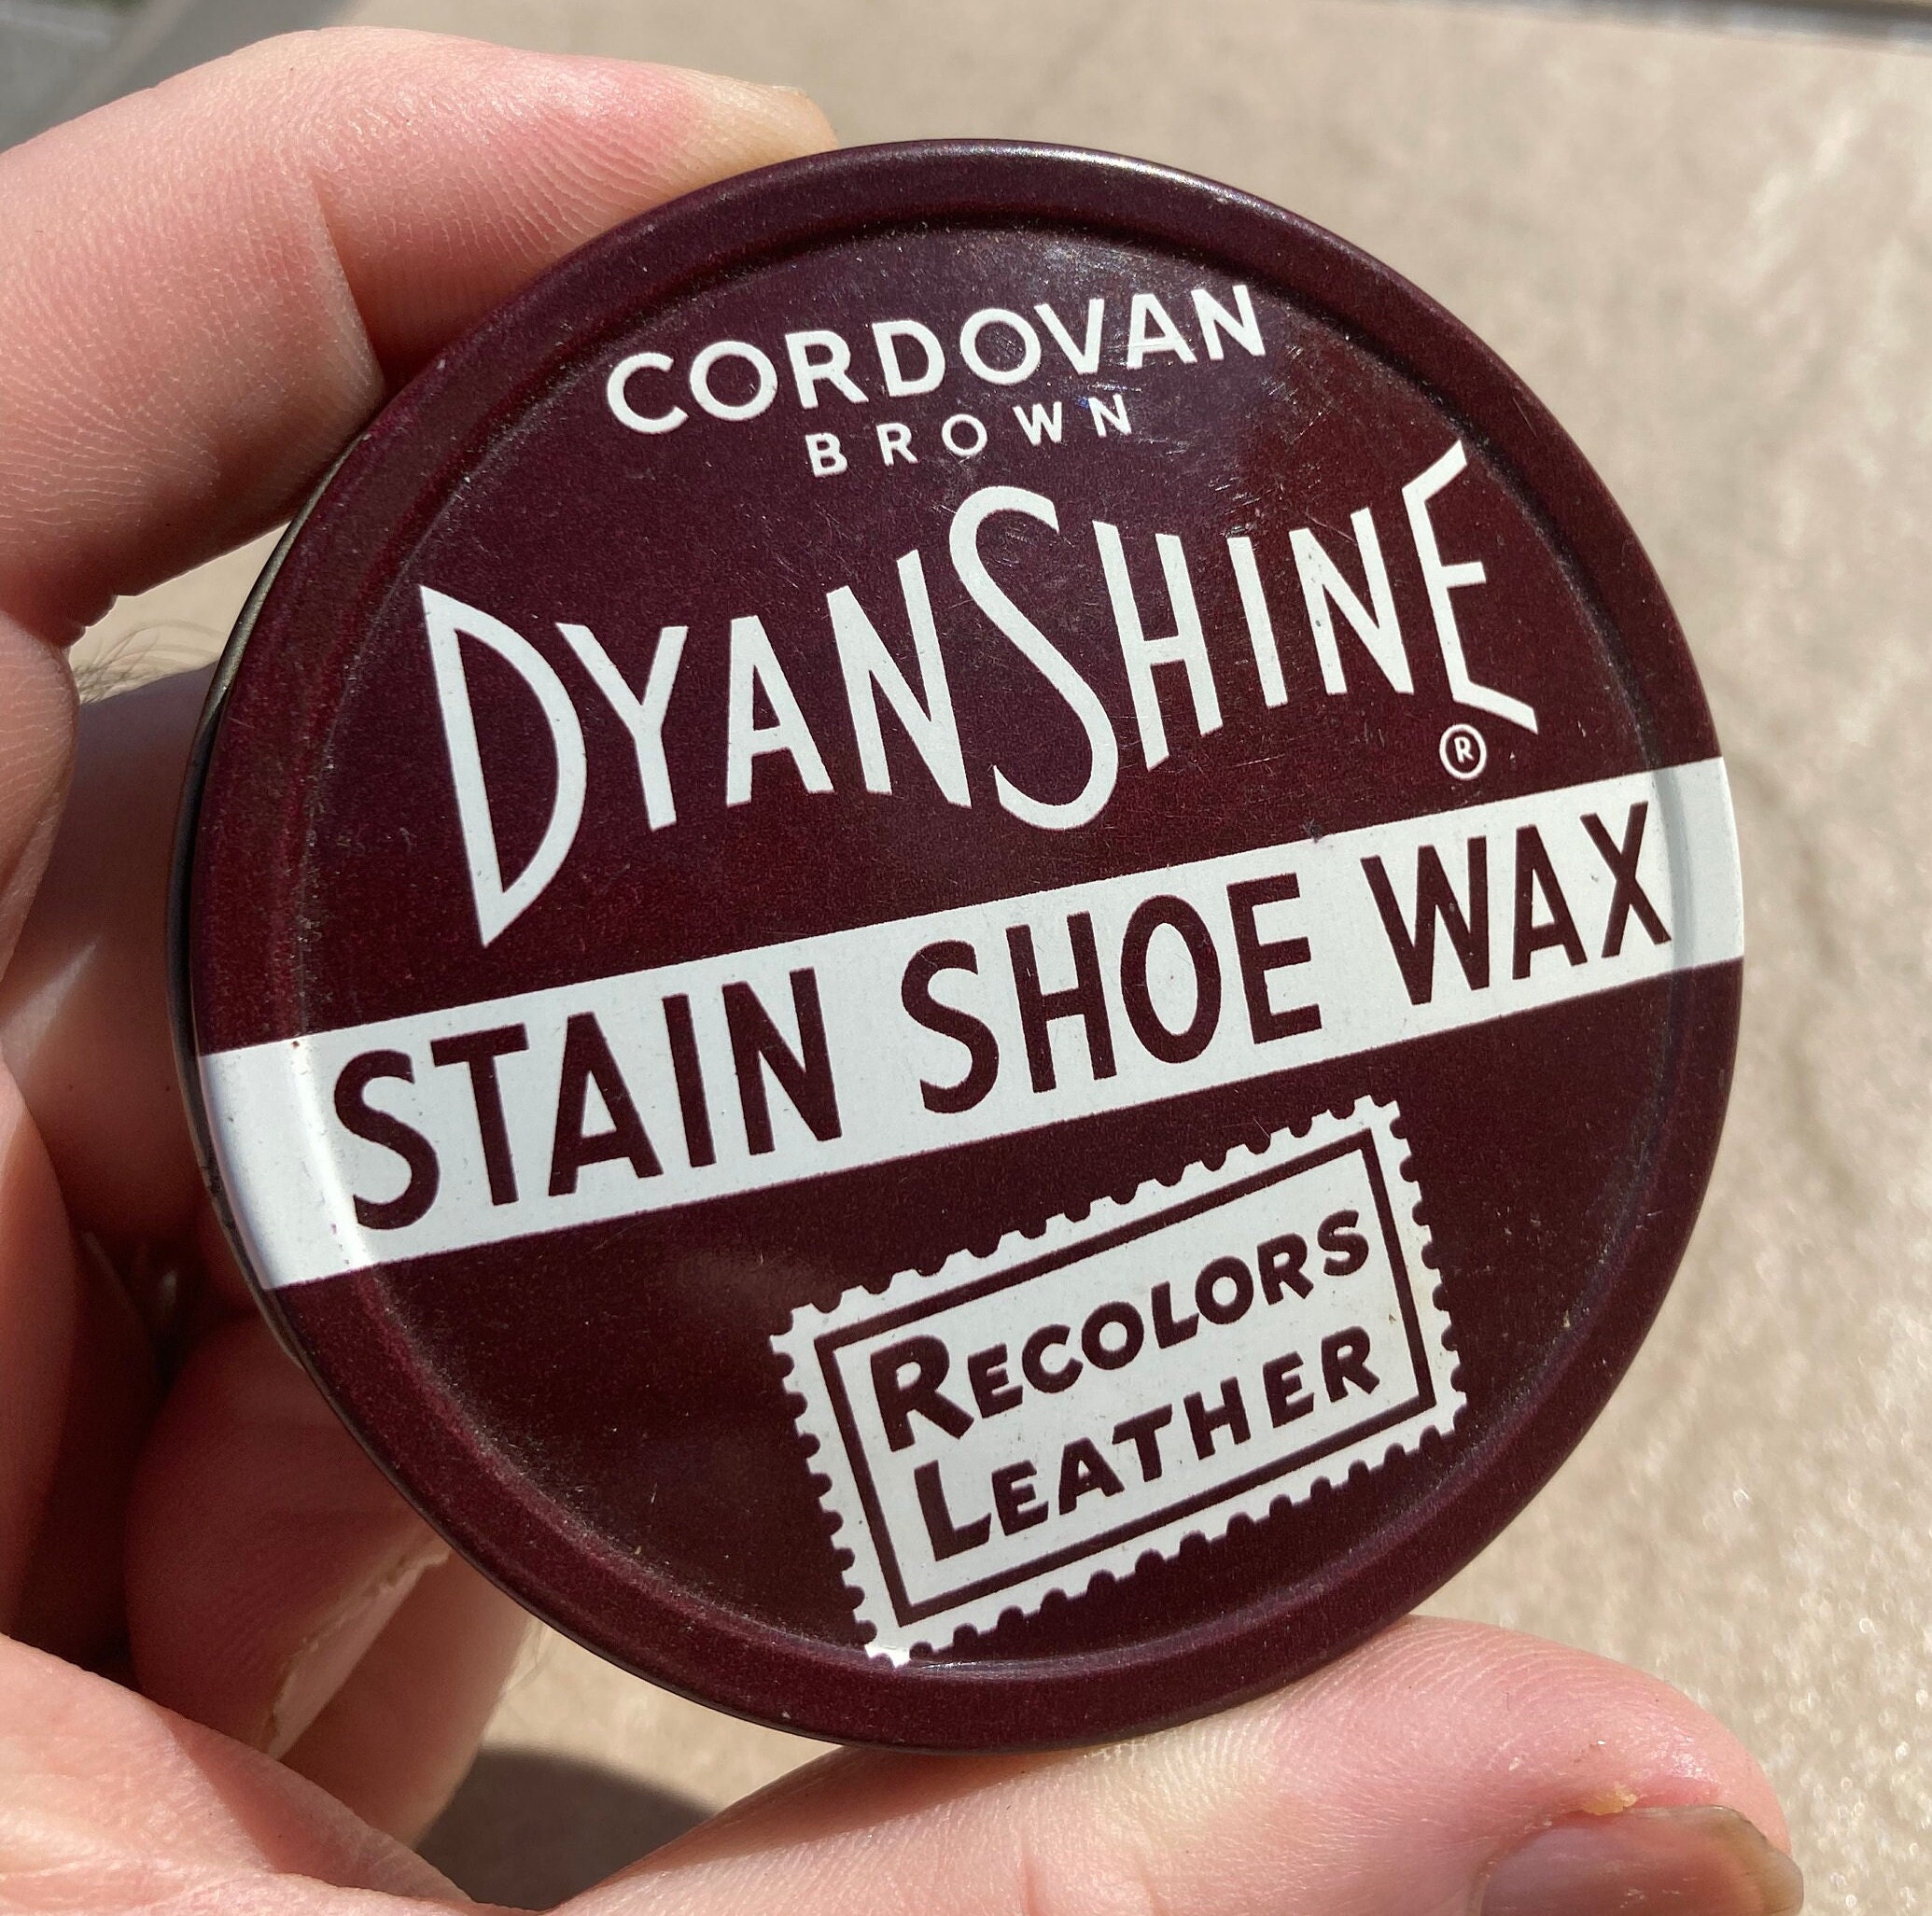 CORDOVAN
BROWN
DYANSHINE
®
STAIN SHOE WAX
RECOLORS
LEATHER